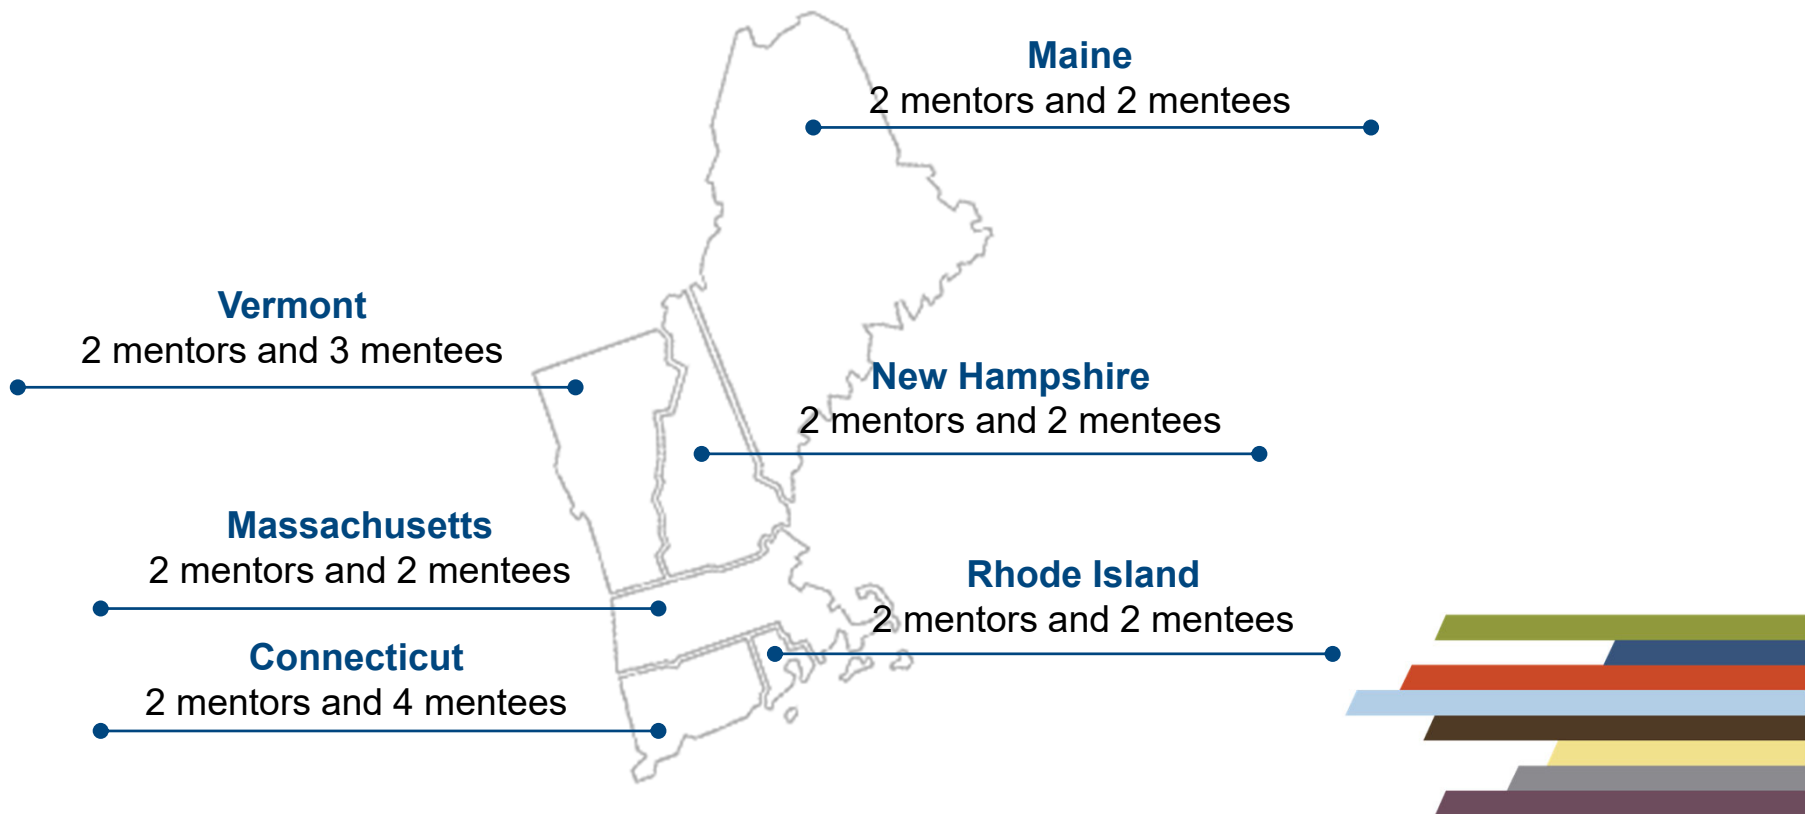 Maine
2 mentors and 2 mentees
Vermont
2 mentors and 3 mentees
New Hampshire
2 mentors and 2 mentees
Massachusetts
2 mentors and 2 mentees
Rhode Island
2 mentors and 2 mentees
Connecticut
2 mentors and 4 mentees